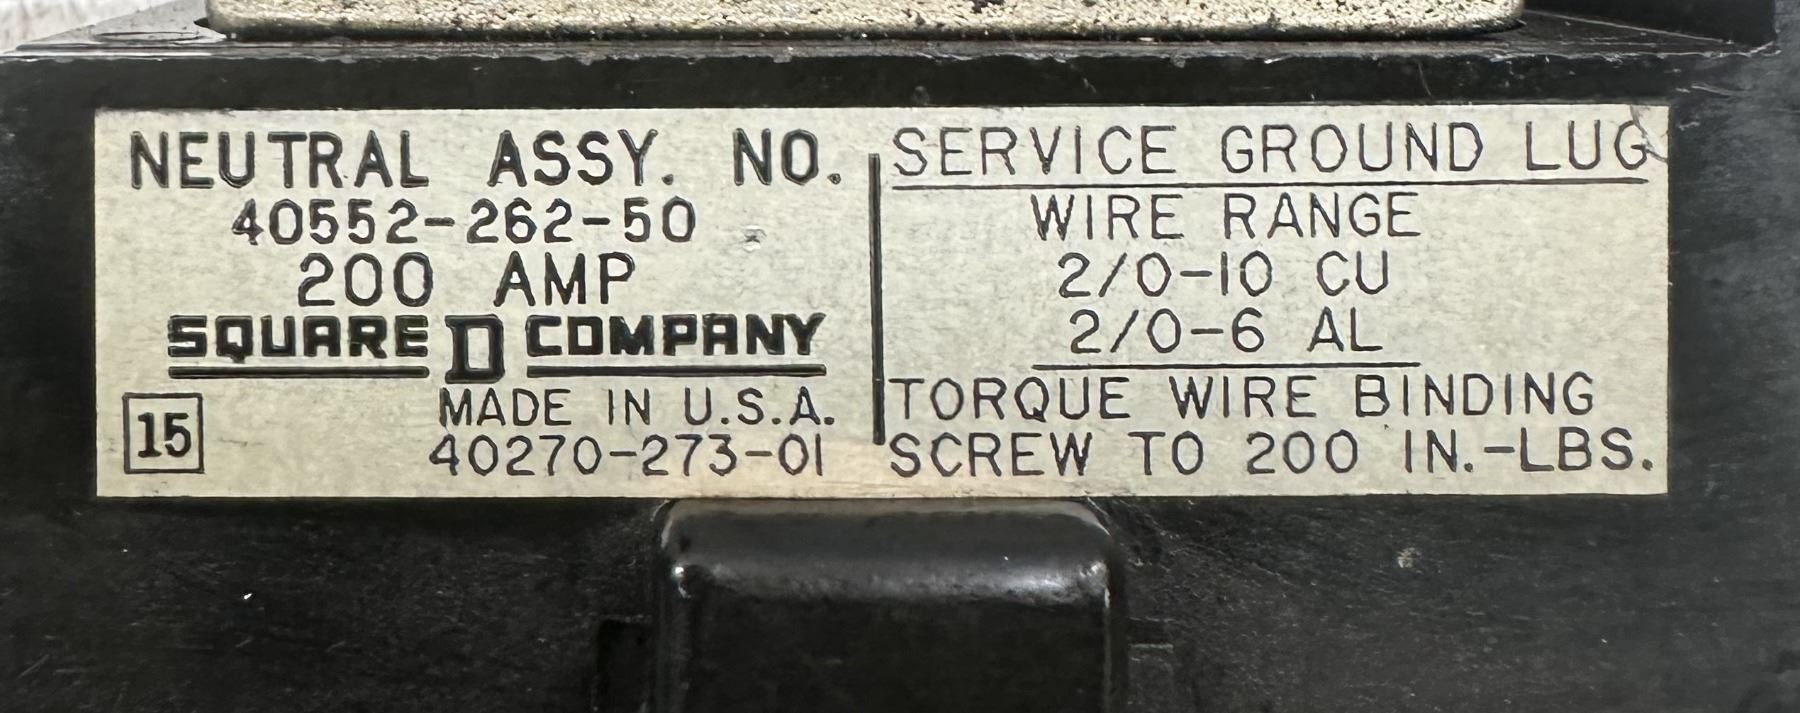 NEUTRAL ASSY. NO.
40552-262-50
200 AMP
SQUARE D COMPANY
MADE IN U.S.A.
15
40270-273-01
SERVICE GROUND LUG
WIRE RANGE
2/0-10 CU
2/0-6 AL
TORQUE WIRE BINDING
SCREW TO 200 IN.-LBS.